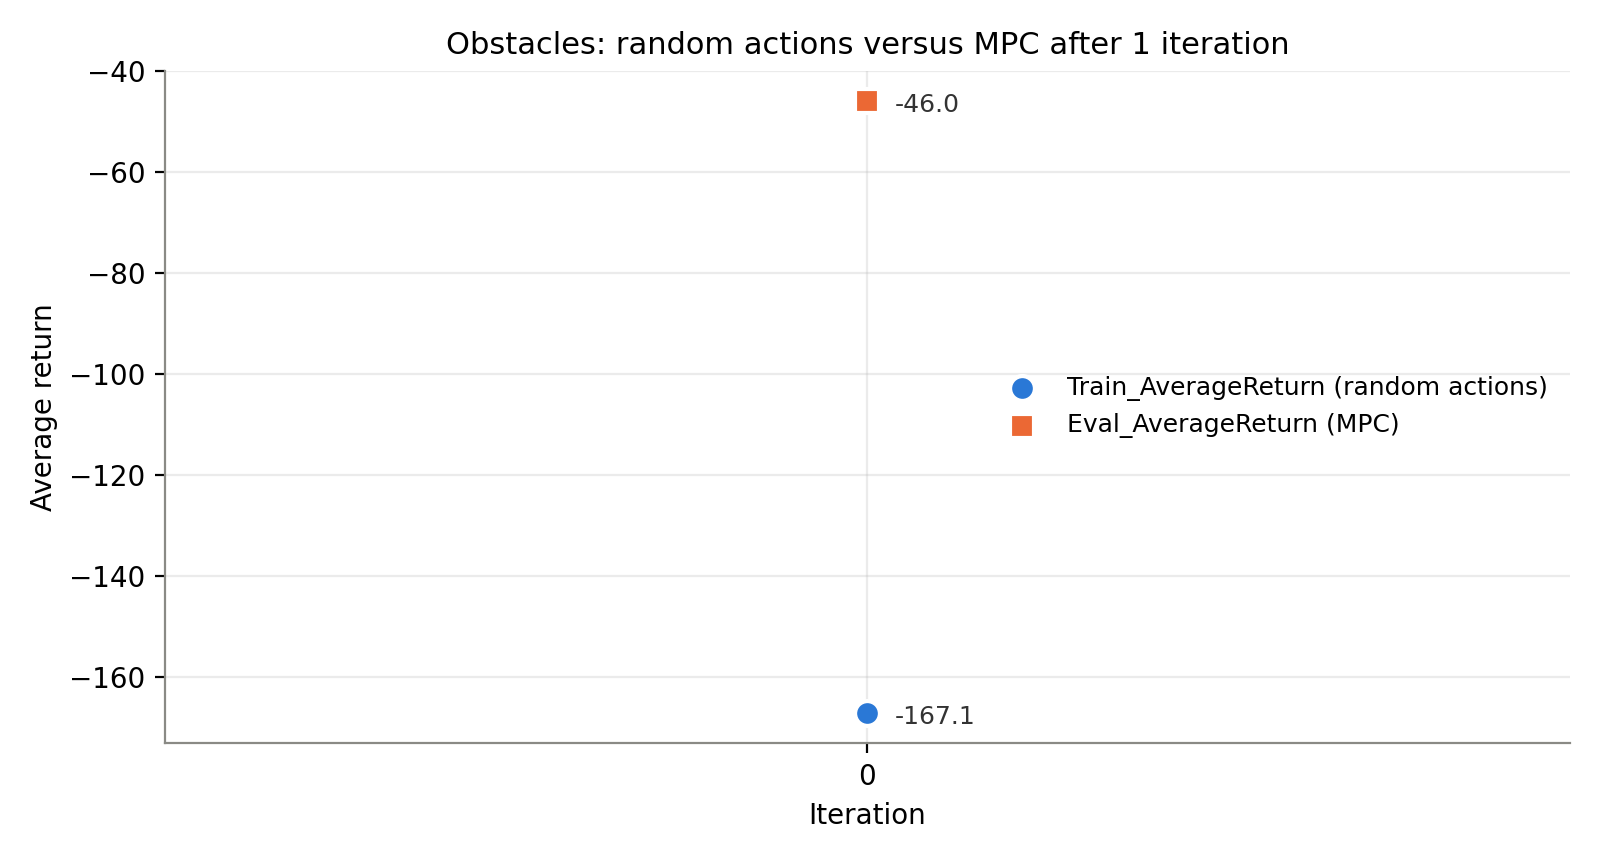 Obstacles: random actions versus MPC after 1 iteration
−40
-46.0
−60
−80
−100
Train_AverageReturn (random actions)
Eval_AverageReturn (MPC)
−120
−140
−160
-167.1
Average return
0
Iteration